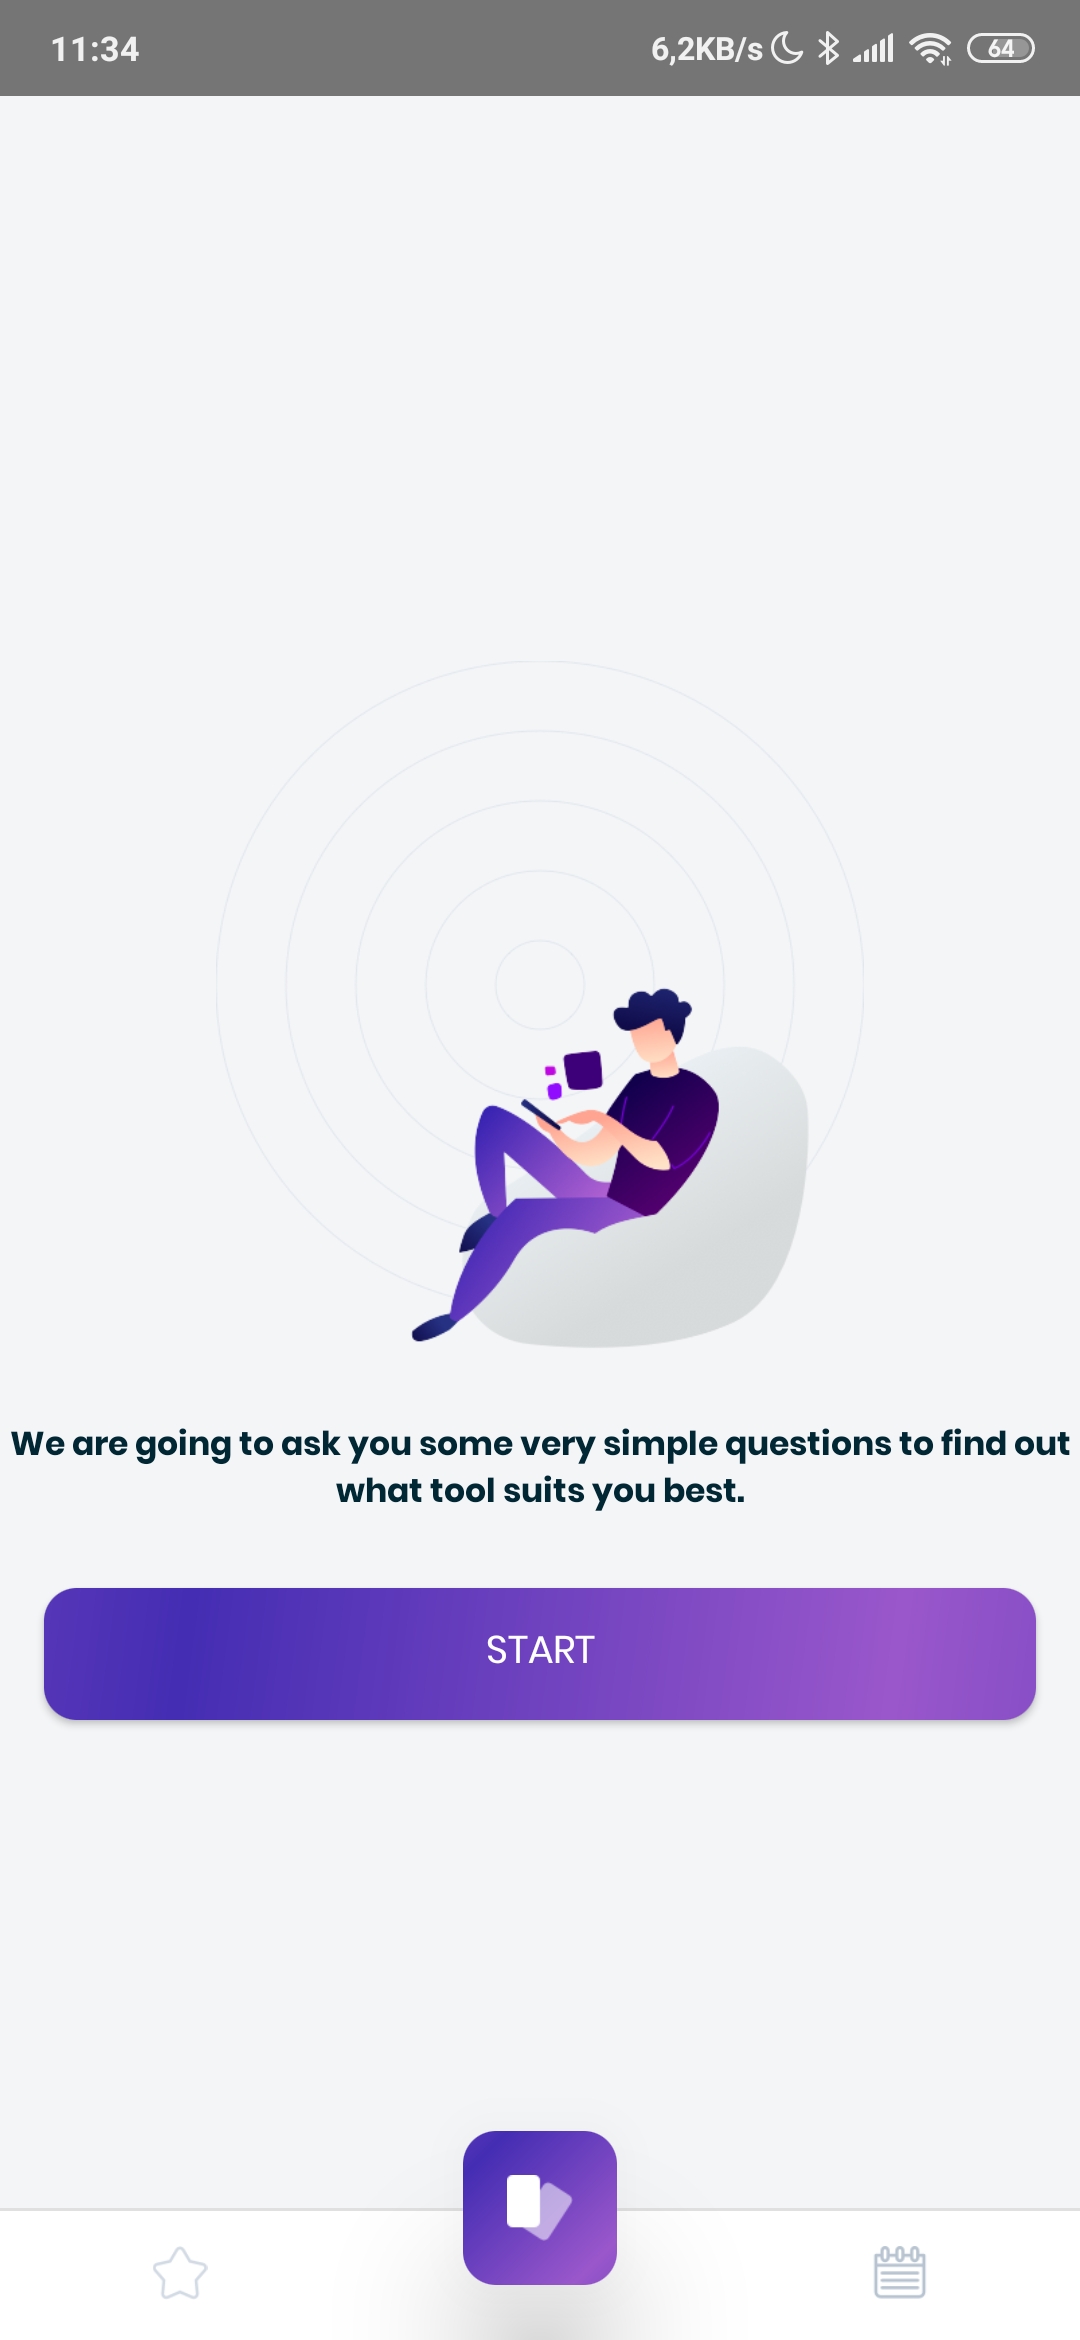 11:34
6,2KB/s
64
We are going to ask you some very simple questions to find out
what tool suits you best.
START